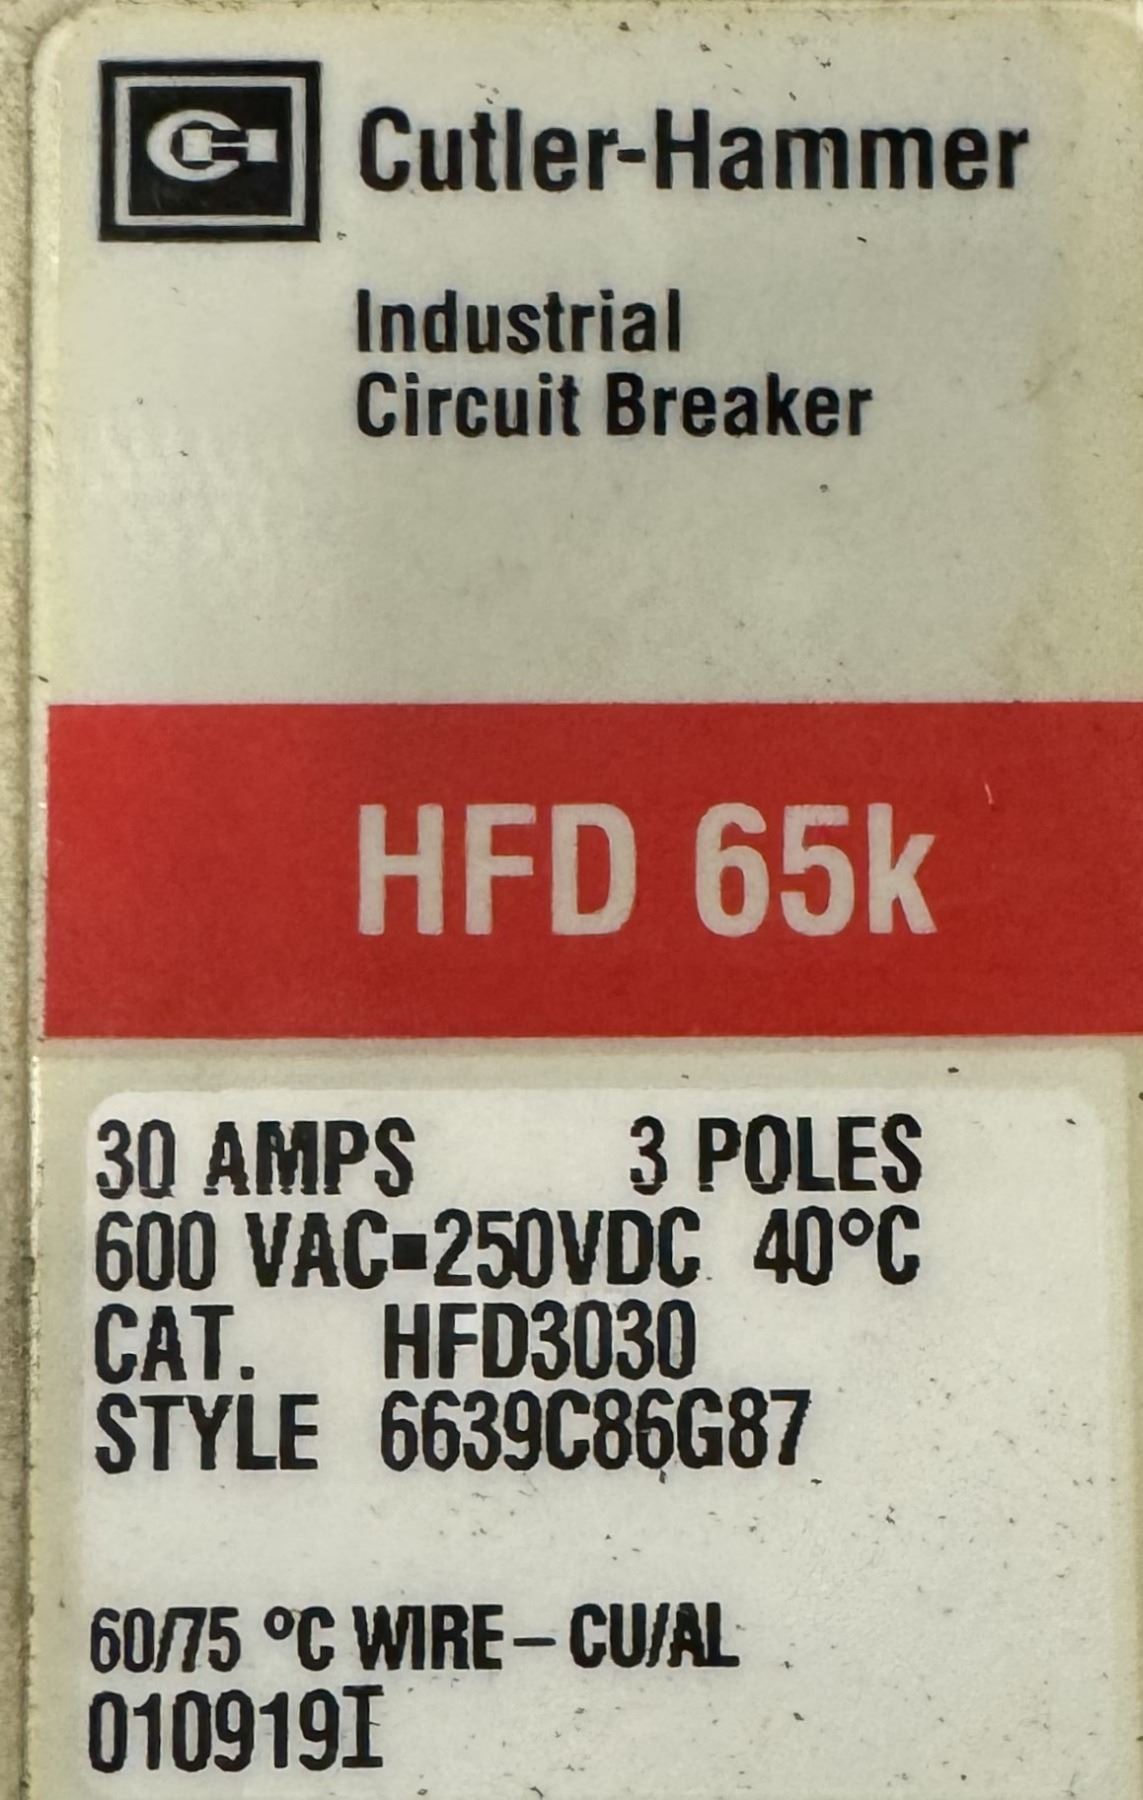 CH Cutler-Hammer
Industrial
Circuit Breaker
HFD 65k
30 AMPS 3 POLES
600 VAC▪250VDC 40°C
CAT. HFD3030
STYLE 6639C86G87
60/75 °C WIRE – CU/AL
010919I